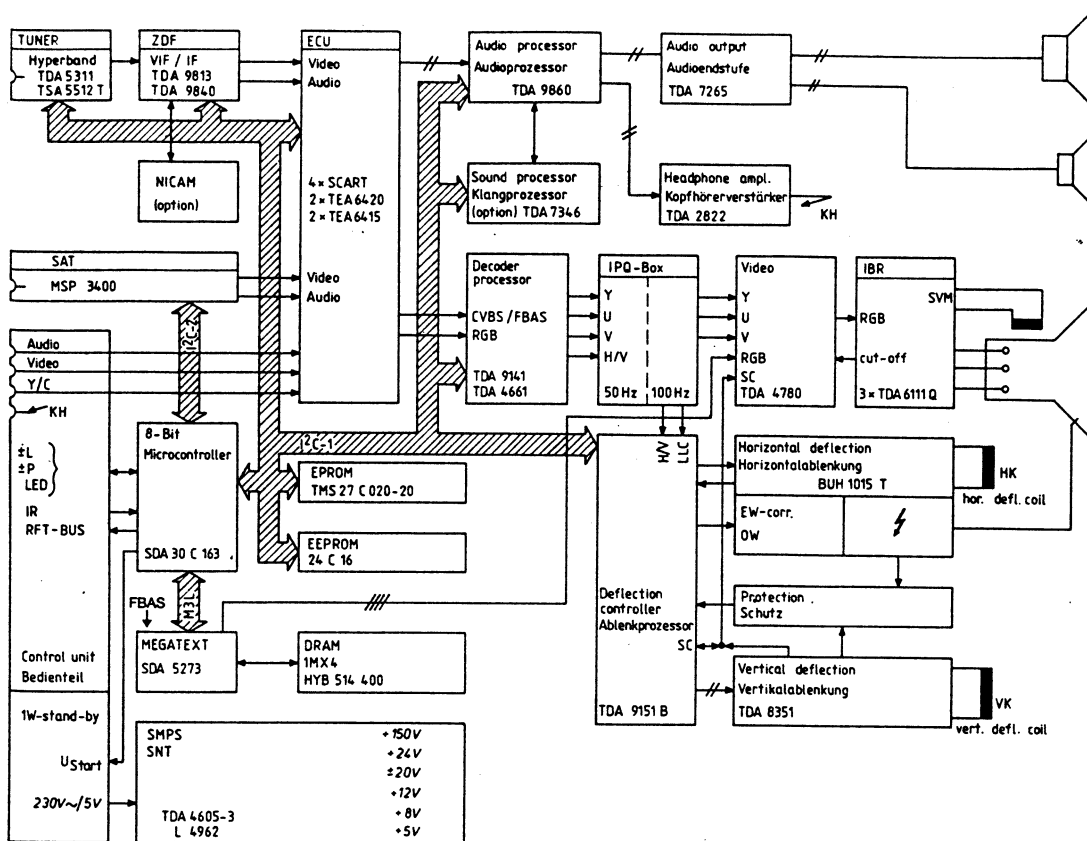 TUNER
Hyperband
TDA 5311
TSA 5512 T
ZDF
VIF / IF
TDA 9813
TDA 9840
NICAM
(option)
ECU
Video
Audio
4 × SCART
2 × TEA 6420
2 × TEA 6415
Video
Audio
Audio processor
Audioprozessor
TDA 9860
Audio output
Audioendstufe
TDA 7265
Sound processor
Klangprozessor
(option) TDA 7346
Headphone ampl.
Kopfhörerverstärker
TDA 2822
KH
SAT
MSP 3400
I²C-2
Decoder
processor
CVBS / FBAS
RGB
TDA 9141
TDA 4661
IPQ-Box
Y
U
V
H/V
50 Hz
100 Hz
Video
Y
U
V
RGB
SC
TDA 4780
IBR
SVM
RGB
cut-off
3 × TDA 6111 Q
Audio
Video
Y/C
KH
±L
±P
LED
IR
RFT-BUS
8-Bit
Microcontroller
SDA 30 C 163
I²C-1
EPROM
TMS 27 C 020-20
EEPROM
24 C 16
H/V
LLC
Deflection
controller
Ablenkprozessor
SC
TDA 9151 B
Horizontal deflection
Horizontalablenkung
BUH 1015 T
HK
hor. defl. coil
EW-corr.
OW
Protection
Schutz
Vertical deflection
Vertikalablenkung
TDA 8351
VK
vert. defl. coil
FBAS
M3L
MEGATEXT
SDA 5273
DRAM
1MX4
HYB 514 400
Control unit
Bedienteil
1W-stand-by
UStart
230V~/5V
SMPS
SNT
TDA 4605-3
L 4962
+150V
+24V
±20V
+12V
+8V
+5V